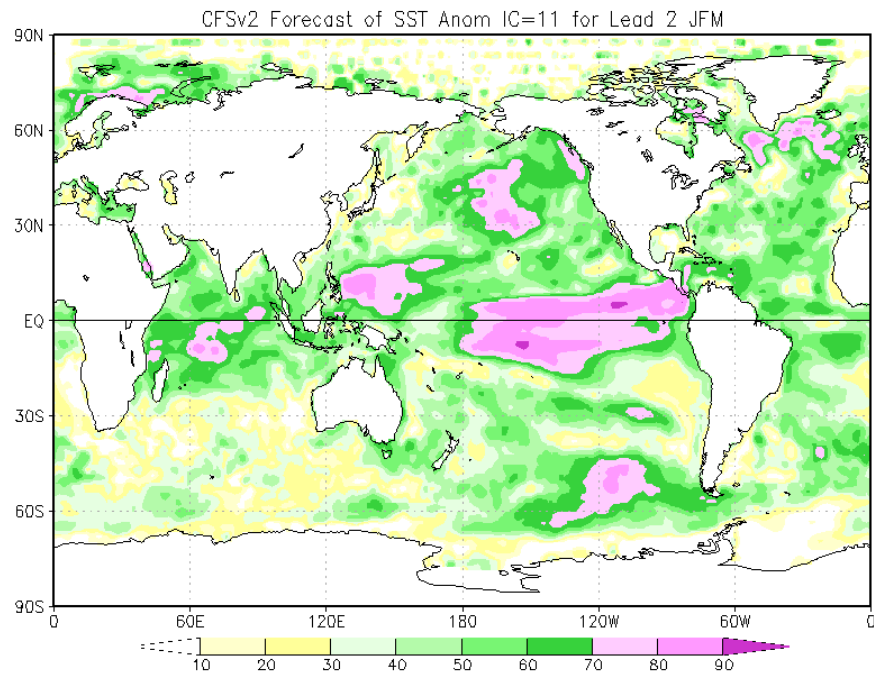 CFSv2 Forecast of SST Anom IC=11 for Lead 2 JFM
90N
60N
30N
EQ
30S
60S
90S
0 60E 120E 180 120W 60W 0
10 20 30 40 50 60 70 80 90